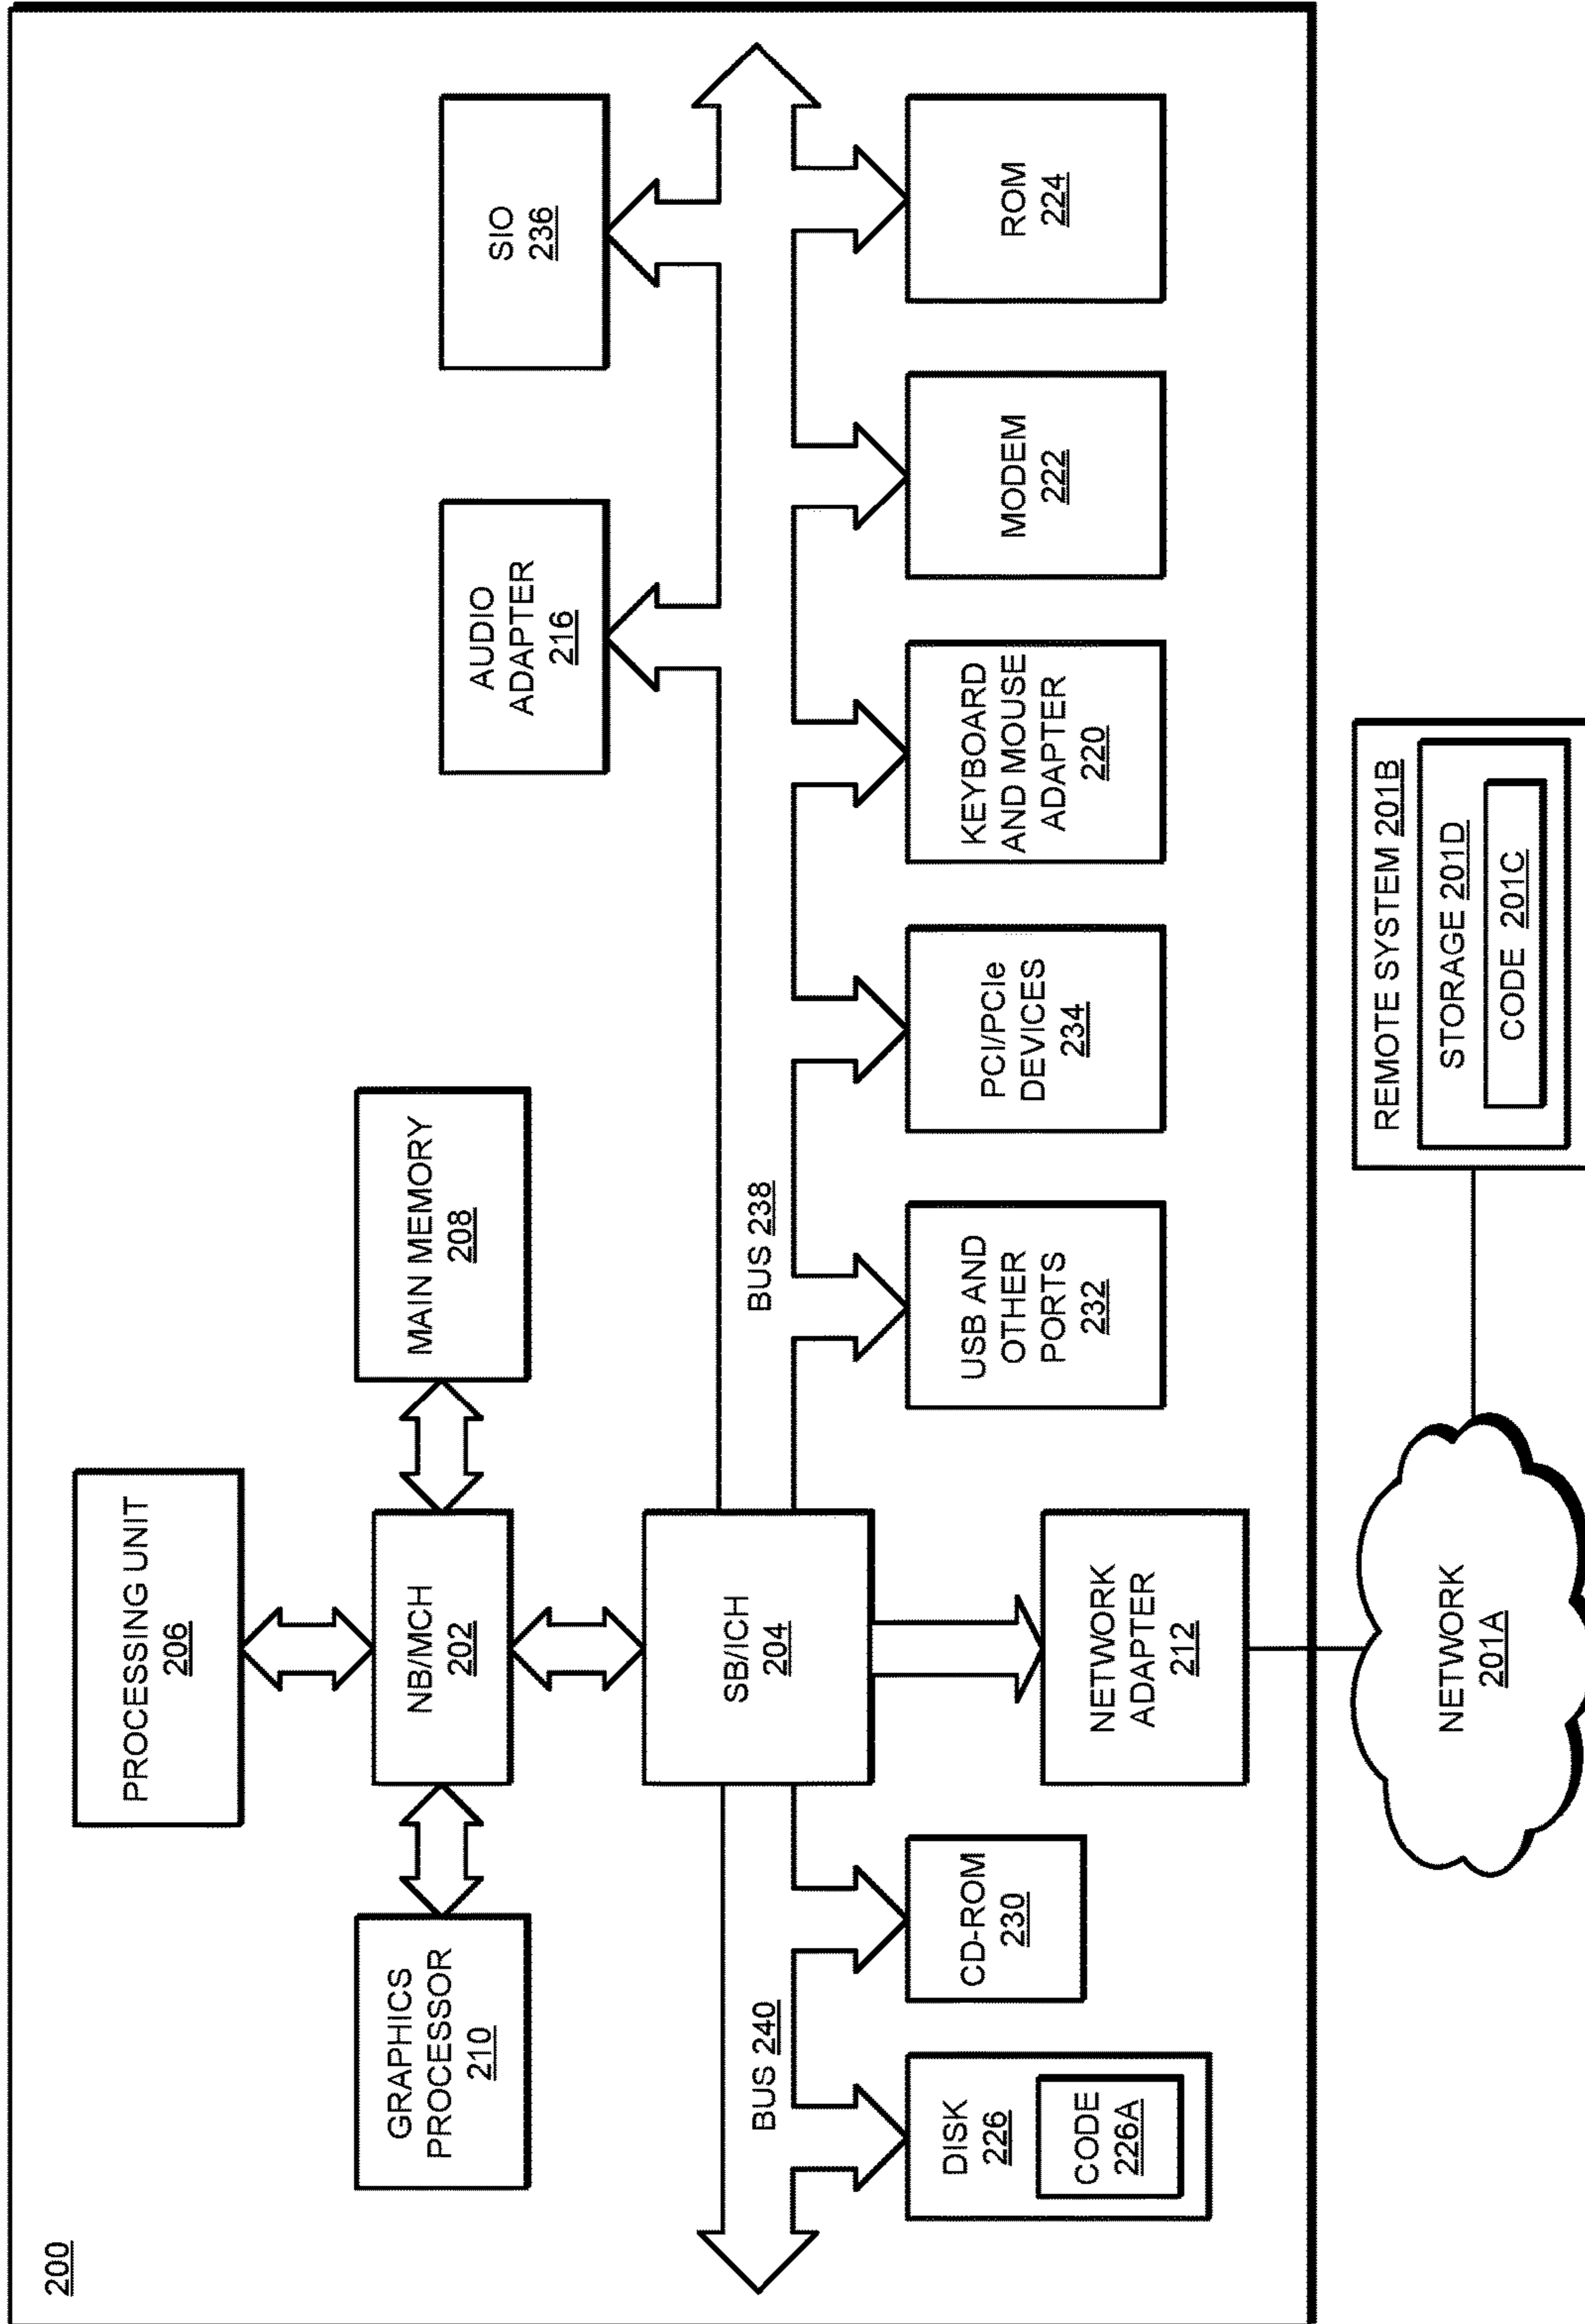 200
PROCESSING UNIT
206
GRAPHICS
PROCESSOR
210
NB/MCH
202
MAIN MEMORY
208
AUDIO
ADAPTER
216
SIO
236
SB/ICH
204
BUS 240
BUS 238
DISK
226
CODE
226A
CD-ROM
230
NETWORK
ADAPTER
212
USB AND
OTHER
PORTS
232
PCI/PCIe
DEVICES
234
KEYBOARD
AND MOUSE
ADAPTER
220
MODEM
222
ROM
224
NETWORK
201A
REMOTE SYSTEM 201B
STORAGE 201D
CODE 201C